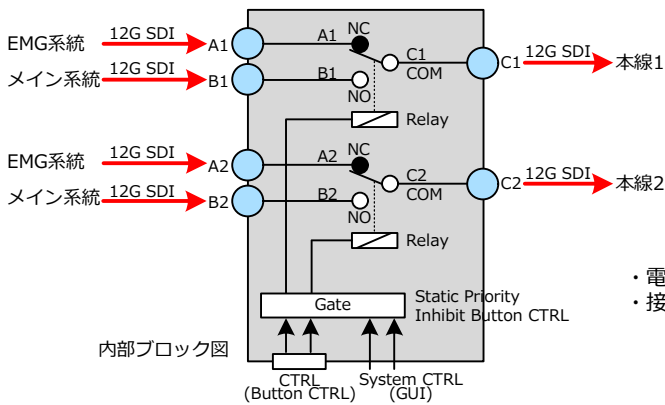 EMG系統 12G SDI A1 A1 NC C1 COM C1 12G SDI 本線1
メイン系統 12G SDI B1 B1 NO
Relay
EMG系統 12G SDI A2 A2 NC C2 COM C2 12G SDI 本線2
メイン系統 12G SDI B2 B2 NO
Relay
・電
・接
Gate
Static Priority
Inhibit Button CTRL
内部ブロック図
CTRL
(Button CTRL)
System CTRL
(GUI)